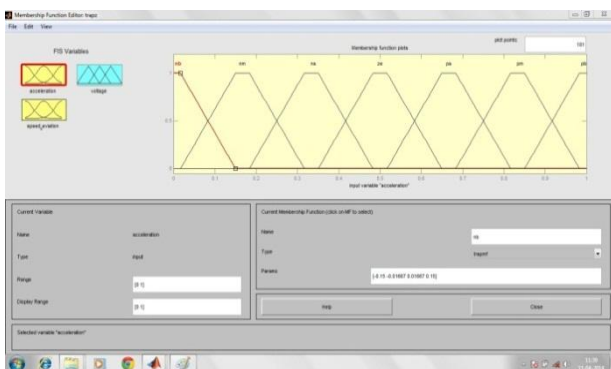 Membership Function Editor: trapz
File Edit View
FIS Variables
acceleration
voltage
Membership function plots
plot points:
181
nb nm ns ze ps pm pb
1
0.5
0
0 0.1 0.2 0.3 0.4 0.5 0.6 0.7 0.8 0.9 1
input variable "acceleration"
Current Variable
Name acceleration
Type input
Range [0 1]
Display Range [0 1]
Current Membership Function (click on MF to select)
Name nb
Type trapmf
Params [-0.15 -0.01667 0.01667 0.15]
Help
Close
Selected variable "acceleration"